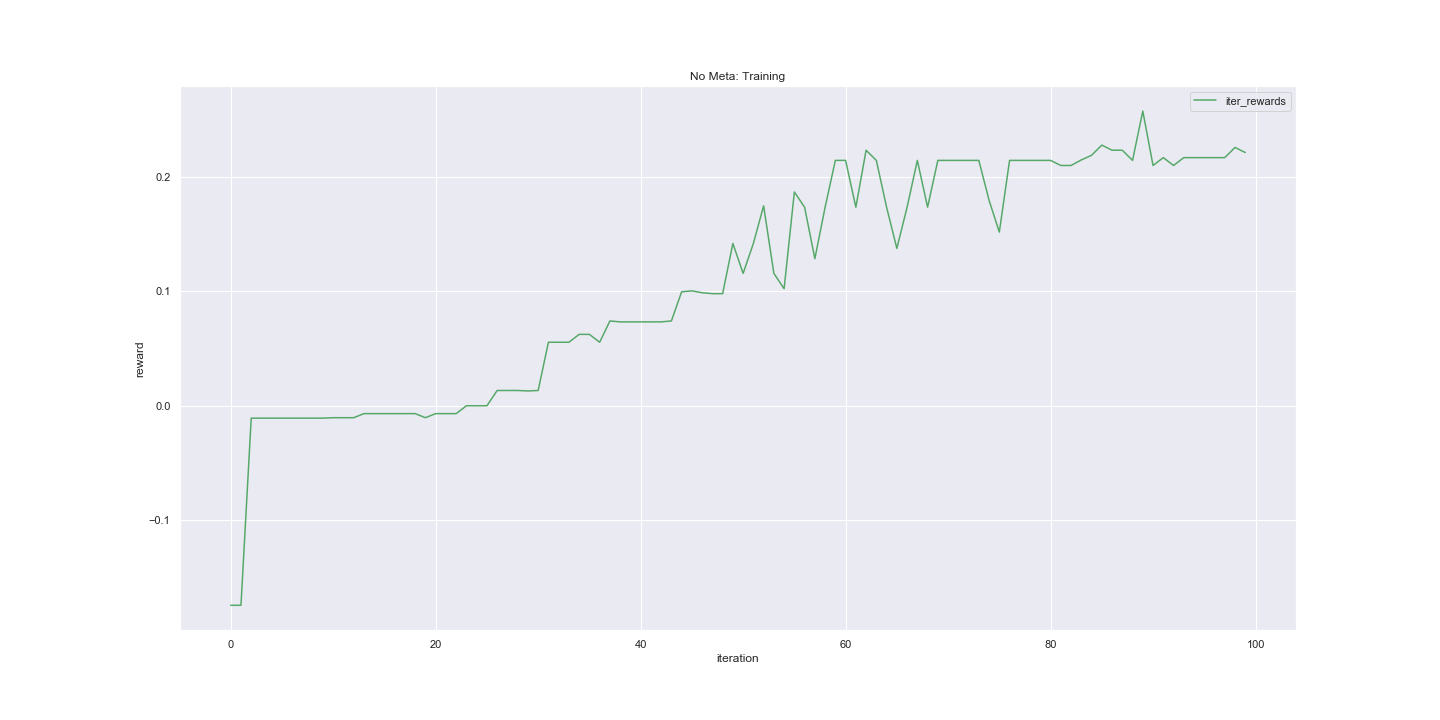 No Meta: Training
iter_rewards
0.2
0.1
0.0
−0.1
reward
0 20 40 60 80 100
iteration